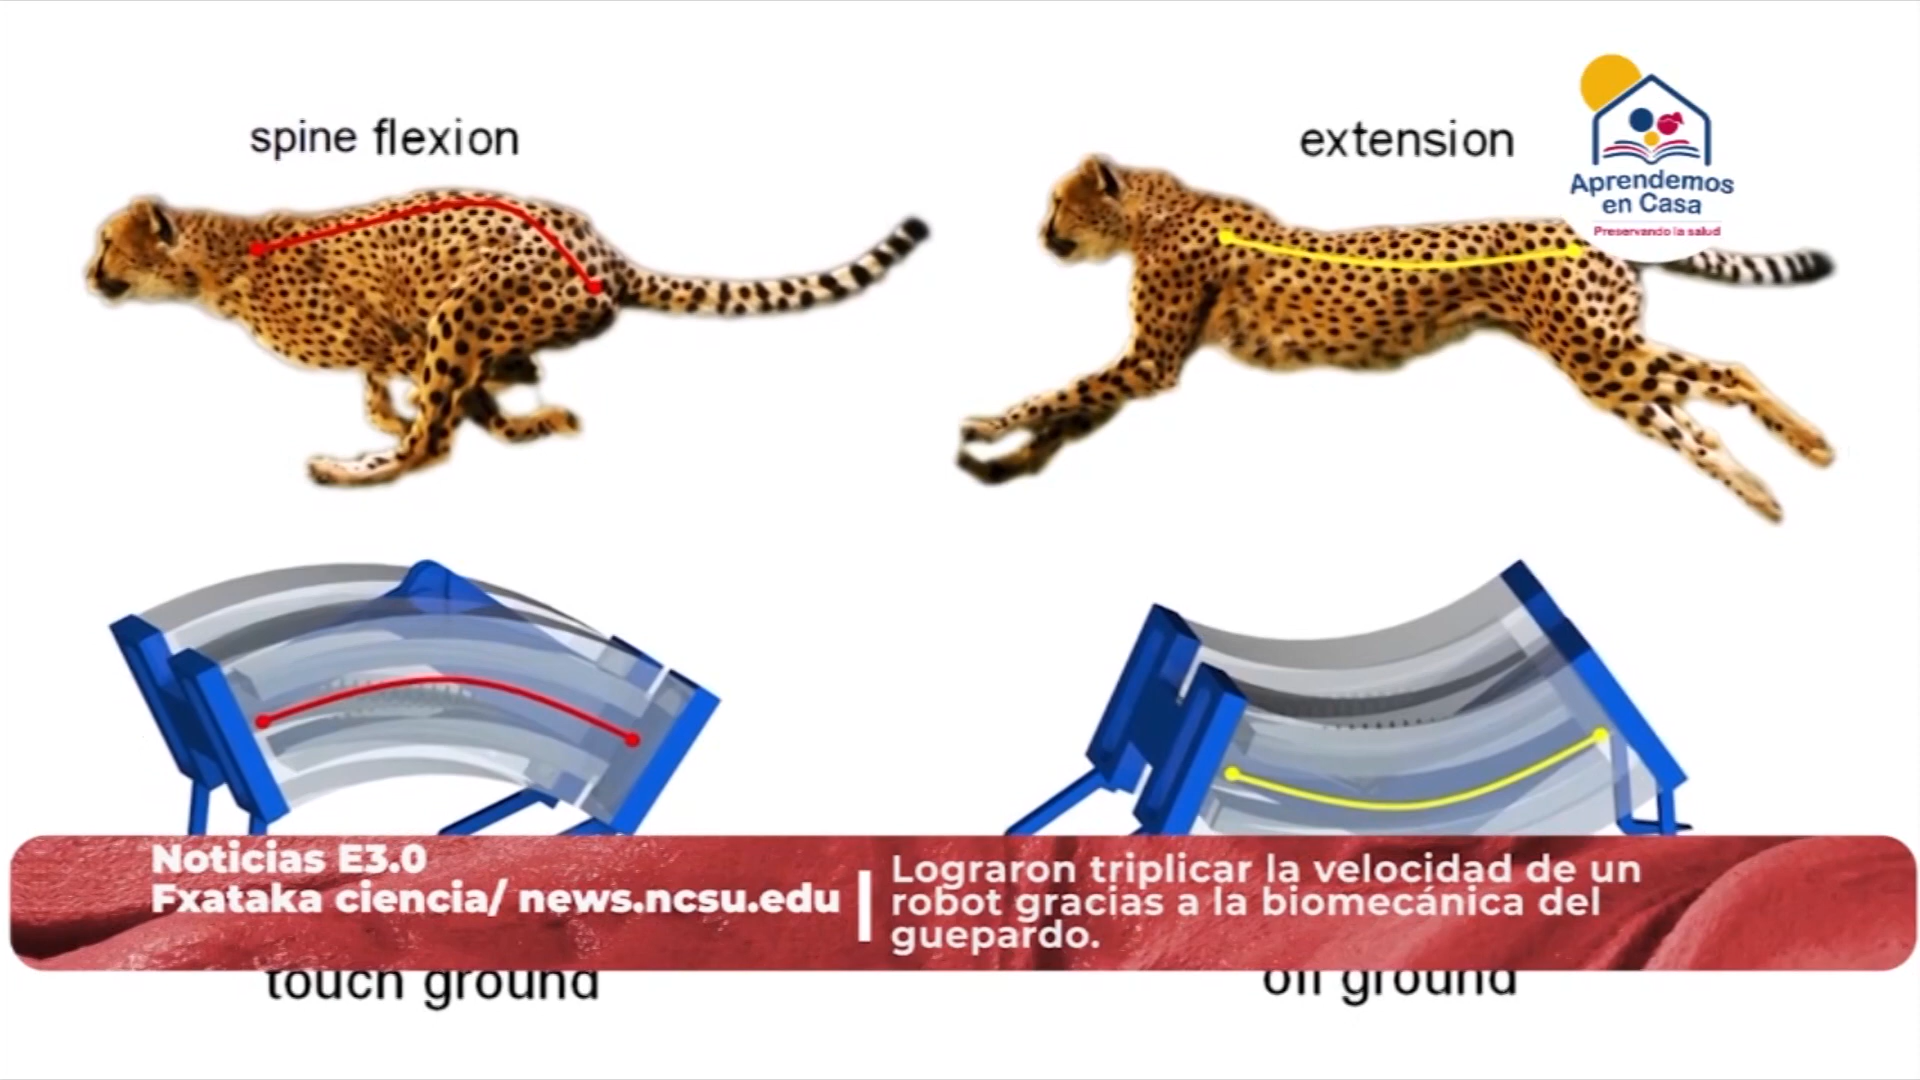 spine flexion
extension
Aprendemos
en Casa
Preservando la salud
Noticias E3.0
Fxataka ciencia/ news.ncsu.edu
Lograron triplicar la velocidad de un
robot gracias a la biomecánica del
guepardo.
touch ground
off ground